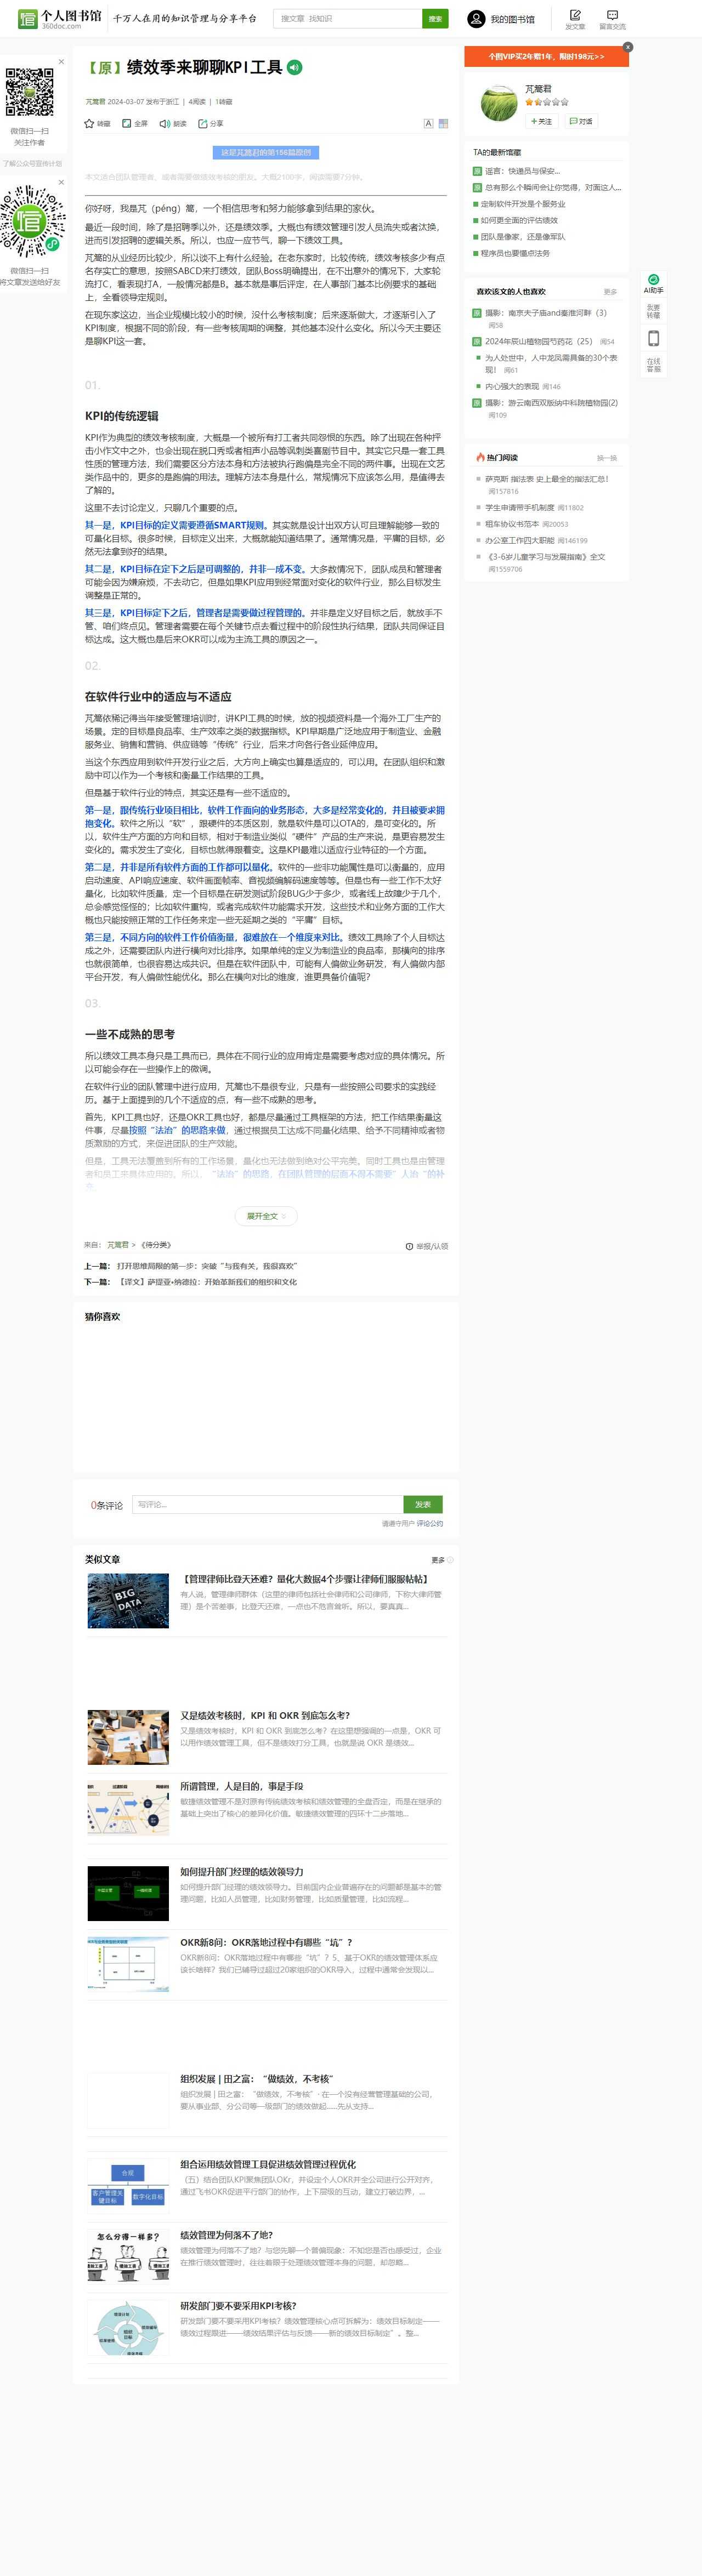 个人图书馆
360doc.com
千万人在用的知识管理与分享平台
搜文章 找知识
搜索
我的图书馆
发文章
留言交流
微信扫一扫
关注作者
了解公众号宣传计划
微信扫一扫
将文章发送给好友
【原】绩效季来聊聊KPI工具
芃篙君 2024-03-07 发布于浙江 | 4阅读 | 1转藏
转藏
全屏
朗读
分享
这是芃篙君的第186篇原创
本文适合团队管理者、或者需要做绩效考核的朋友。大概2100字，阅读需要7分钟。
你好呀，我是芃（péng）篙，一个相信思考和努力能够拿到结果的家伙。
最近一段时间，除了是招聘季以外，还是绩效季。大概也有绩效管理引发人员流失或者汰换，
进而引发招聘的逻辑关系。所以，也应一应节气，聊一下绩效工具。
芃篙的从业经历比较少，所以谈不上有什么经验。在老东家时，比较传统，绩效考核多少有点
名存实亡的意思，按照SABCD来打绩效，团队Boss明确提出，在不出意外的情况下，大家轮
流打C，看表现打A，一般情况都是B。基本就是事后评定，在人事部门基本比例要求的基础
上，全看领导定规则。
在现东家这边，当企业规模比较小的时候，没什么考核制度；后来逐渐做大，才逐渐引入了
KPI制度，根据不同的阶段，有一些考核周期的调整，其他基本没什么变化。所以今天主要还
是聊KPI这一套。
01.
KPI的传统逻辑
KPI作为典型的绩效考核制度，大概是一个被所有打工者共同怨恨的东西。除了出现在各种抨
击小作文中之外，也会出现在脱口秀或者相声小品等讽刺类喜剧节目中。其实它只是一套工具
性质的管理方法，我们需要区分方法本身和方法被执行跑偏是完全不同的两件事。出现在文艺
类作品中的，更多的是跑偏的用法。理解方法本身是什么，常规情况下应该怎么用，是值得去
了解的。
这里不去讨论定义，只聊几个重要的点。
其一是，KPI目标的定义需要遵循SMART规则。其实就是设计出双方认可且理解能够一致的
可量化目标。很多时候，目标定义出来，大概就能知道结果了。通常情况是，平庸的目标，必
然无法拿到好的结果。
其二是，KPI目标在定下之后是可调整的，并非一成不变。大多数情况下，团队成员和管理者
可能会因为嫌麻烦，不去动它，但是如果KPI应用到经常面对变化的软件行业，那么目标发生
调整是正常的。
其三是，KPI目标定下之后，管理者是需要做过程管理的。并非是定义好目标之后，就放手不
管、咱们终点见。管理者需要在每个关键节点去看过程中的阶段性执行结果，团队共同保证目
标达成。这大概也是后来OKR可以成为主流工具的原因之一。
02.
在软件行业中的适应与不适应
芃篙依稀记得当年接受管理培训时，讲KPI工具的时候，放的视频资料是一个海外工厂生产的
场景。定的目标是良品率、生产效率之类的数据指标。KPI早期是广泛地应用于制造业、金融
服务业、销售和营销、供应链等“传统”行业，后来才向各行各业延伸应用。
当这个东西应用到软件开发行业之后，大方向上确实也算是适应的，可以用。在团队组织和激
励中可以作为一个考核和衡量工作结果的工具。
但是基于软件行业的特点，其实还是有一些不适应的。
第一是，跟传统行业项目相比，软件工作面向的业务形态，大多是经常变化的，并且被要求拥
抱变化。软件之所以“软”，跟硬件的本质区别，就是软件是可以OTA的，是可变化的。所
以，软件生产方面的方向和目标，相对于制造业类似“硬件”产品的生产来说，是更容易发生
变化的。需求发生了变化，目标也就得跟着变。这是KPI最难以适应行业特征的一个方面。
第二是，并非是所有软件方面的工作都可以量化。软件的一些非功能属性是可以衡量的，应用
启动速度、API响应速度、软件画面帧率、音视频编解码速度等等。但是也有一些工作不太好
量化，比如软件质量，定一个目标是在研发测试阶段BUG少于多少，或者线上故障少于几个，
总会感觉怪怪的；比如软件重构，或者完成软件功能需求开发，这些技术和业务方面的工作大
概也只能按照正常的工作任务来定一些无延期之类的“平庸”目标。
第三是，不同方向的软件工作价值衡量，很难放在一个维度来对比。绩效工具除了个人目标达
成之外，还需要团队内进行横向对比排序。如果单纯的定义为制造业的良品率，那横向的排序
也就很简单，也很容易达成共识。但是在软件团队中，可能有人偏做业务研发，有人偏做内部
平台开发，有人偏做性能优化。那么在横向对比的维度，谁更具备价值呢？
03.
一些不成熟的思考
所以绩效工具本身只是工具而已，具体在不同行业的应用肯定是需要考虑对应的具体情况。所
以可能会存在一些操作上的微调。
在软件行业的团队管理中进行应用，芃篙也不是很专业，只是有一些按照公司要求的实践经
历。基于上面提到的几个不适应的点，有一些不成熟的思考。
首先，KPI工具也好，还是OKR工具也好，都是尽量通过工具框架的方法，把工作结果衡量这
件事，尽量按照“法治”的思路来做，通过根据员工达成不同量化结果、给予不同精神或者物
质激励的方式，来促进团队的生产效能。
但是，工具无法覆盖到所有的工作场景，量化也无法做到绝对公平完美。同时工具也是由管理
者和员工来具体应用的。所以，“法治”的思路，在团队管理的层面不得不需要”人治“的补
充。
展开全文
来自： 芃篙君 > 《待分类》
举报/认领
上一篇： 打开思维局限的第一步：突破“与我有关，我很喜欢”
下一篇： 【译文】萨提亚•纳德拉：开始革新我们的组织和文化
猜你喜欢
0条评论
写评论...
发表
请遵守用户 评论公约
类似文章
更多
BIG DATA
【管理律师比登天还难？量化大数据4个步骤让律师们服服帖帖】
有人说，管理律师群体（这里的律师包括社会律师和公司律师，下称大律师管
理）是个苦差事，比登天还难，一点也不危言耸听。所以，要真真...
又是绩效考核时，KPI 和 OKR 到底怎么考?
又是绩效考核时，KPI 和 OKR 到底怎么考？在这里想强调的一点是，OKR 可
以用作绩效管理工具，但不是绩效打分工具，也就是说 OKR 是绩效...
所谓管理，人是目的，事是手段
敏捷绩效管理不是对原有传统绩效考核和绩效管理的全盘否定，而是在继承的
基础上突出了核心的差异化价值。敏捷绩效管理的四环十二步落地...
如何提升部门经理的绩效领导力
如何提升部门经理的绩效领导力。目前国内企业普遍存在的问题都是基本的管
理问题，比如人员管理，比如财务管理，比如质量管理，比如流程...
OKR新8问：OKR落地过程中有哪些“坑”？
OKR新8问：OKR落地过程中有哪些“坑”？5、基于OKR的绩效管理体系应
该长啥样？我们已辅导过超过20家组织的OKR导入，过程中通常会发现以...
组织发展 | 田之富：“做绩效，不考核”
组织发展 | 田之富：“做绩效，不考核”· 在一个没有经营管理基础的公司，
要从事业部、分公司等一级部门的绩效做起......先从支持...
合规
客户管理关键目标
数字化目标
组合运用绩效管理工具促进绩效管理过程优化
（五）结合团队KPI聚焦团队OKr，并设定个人OKR并全公司进行公开对齐，
通过飞书OKR促进平行部门的协作，上下层级的互动，建立打破边界，...
怎么分得一样多？
绩效管理为何落不了地?
绩效管理为何落不了地？与您先聊一个普偏现象：不知您是否也感受过，企业
在推行绩效管理时，往往着眼于处理绩效管理本身的问题，却忽略...
研发部门要不要采用KPI考核?
研发部门要不要采用KPI考核？绩效管理核心点可拆解为：绩效目标制定——
绩效过程跟进——绩效结果评估与反馈——新的绩效目标制定”。整...
个图VIP买2年赠1年，限时198元>>
x
芃篙君
+关注
对话
TA的最新馆藏
原 谣言：快递员与保安...
原 总有那么个瞬间会让你觉得，对面这人...
定制软件开发是个服务业
如何更全面的评估绩效
团队是像家，还是像军队
程序员也要懂点法务
喜欢该文的人也喜欢
更多
原 摄影：南京夫子庙and秦淮河畔（3）
阅58
原 2024年辰山植物园芍药花（25） 阅54
为人处世中，人中龙凤需具备的30个表
现！ 阅61
内心强大的表现 阅146
原 摄影：游云南西双版纳中科院植物园(2)
阅109
热门阅读
换一换
萨克斯 指法表 史上最全的指法汇总！
阅157816
学生申请带手机制度 阅11802
租车协议书范本 阅20053
办公室工作四大职能 阅146199
《3-6岁儿童学习与发展指南》全文
阅1559706
AI助手
我要
转藏
在线
客服